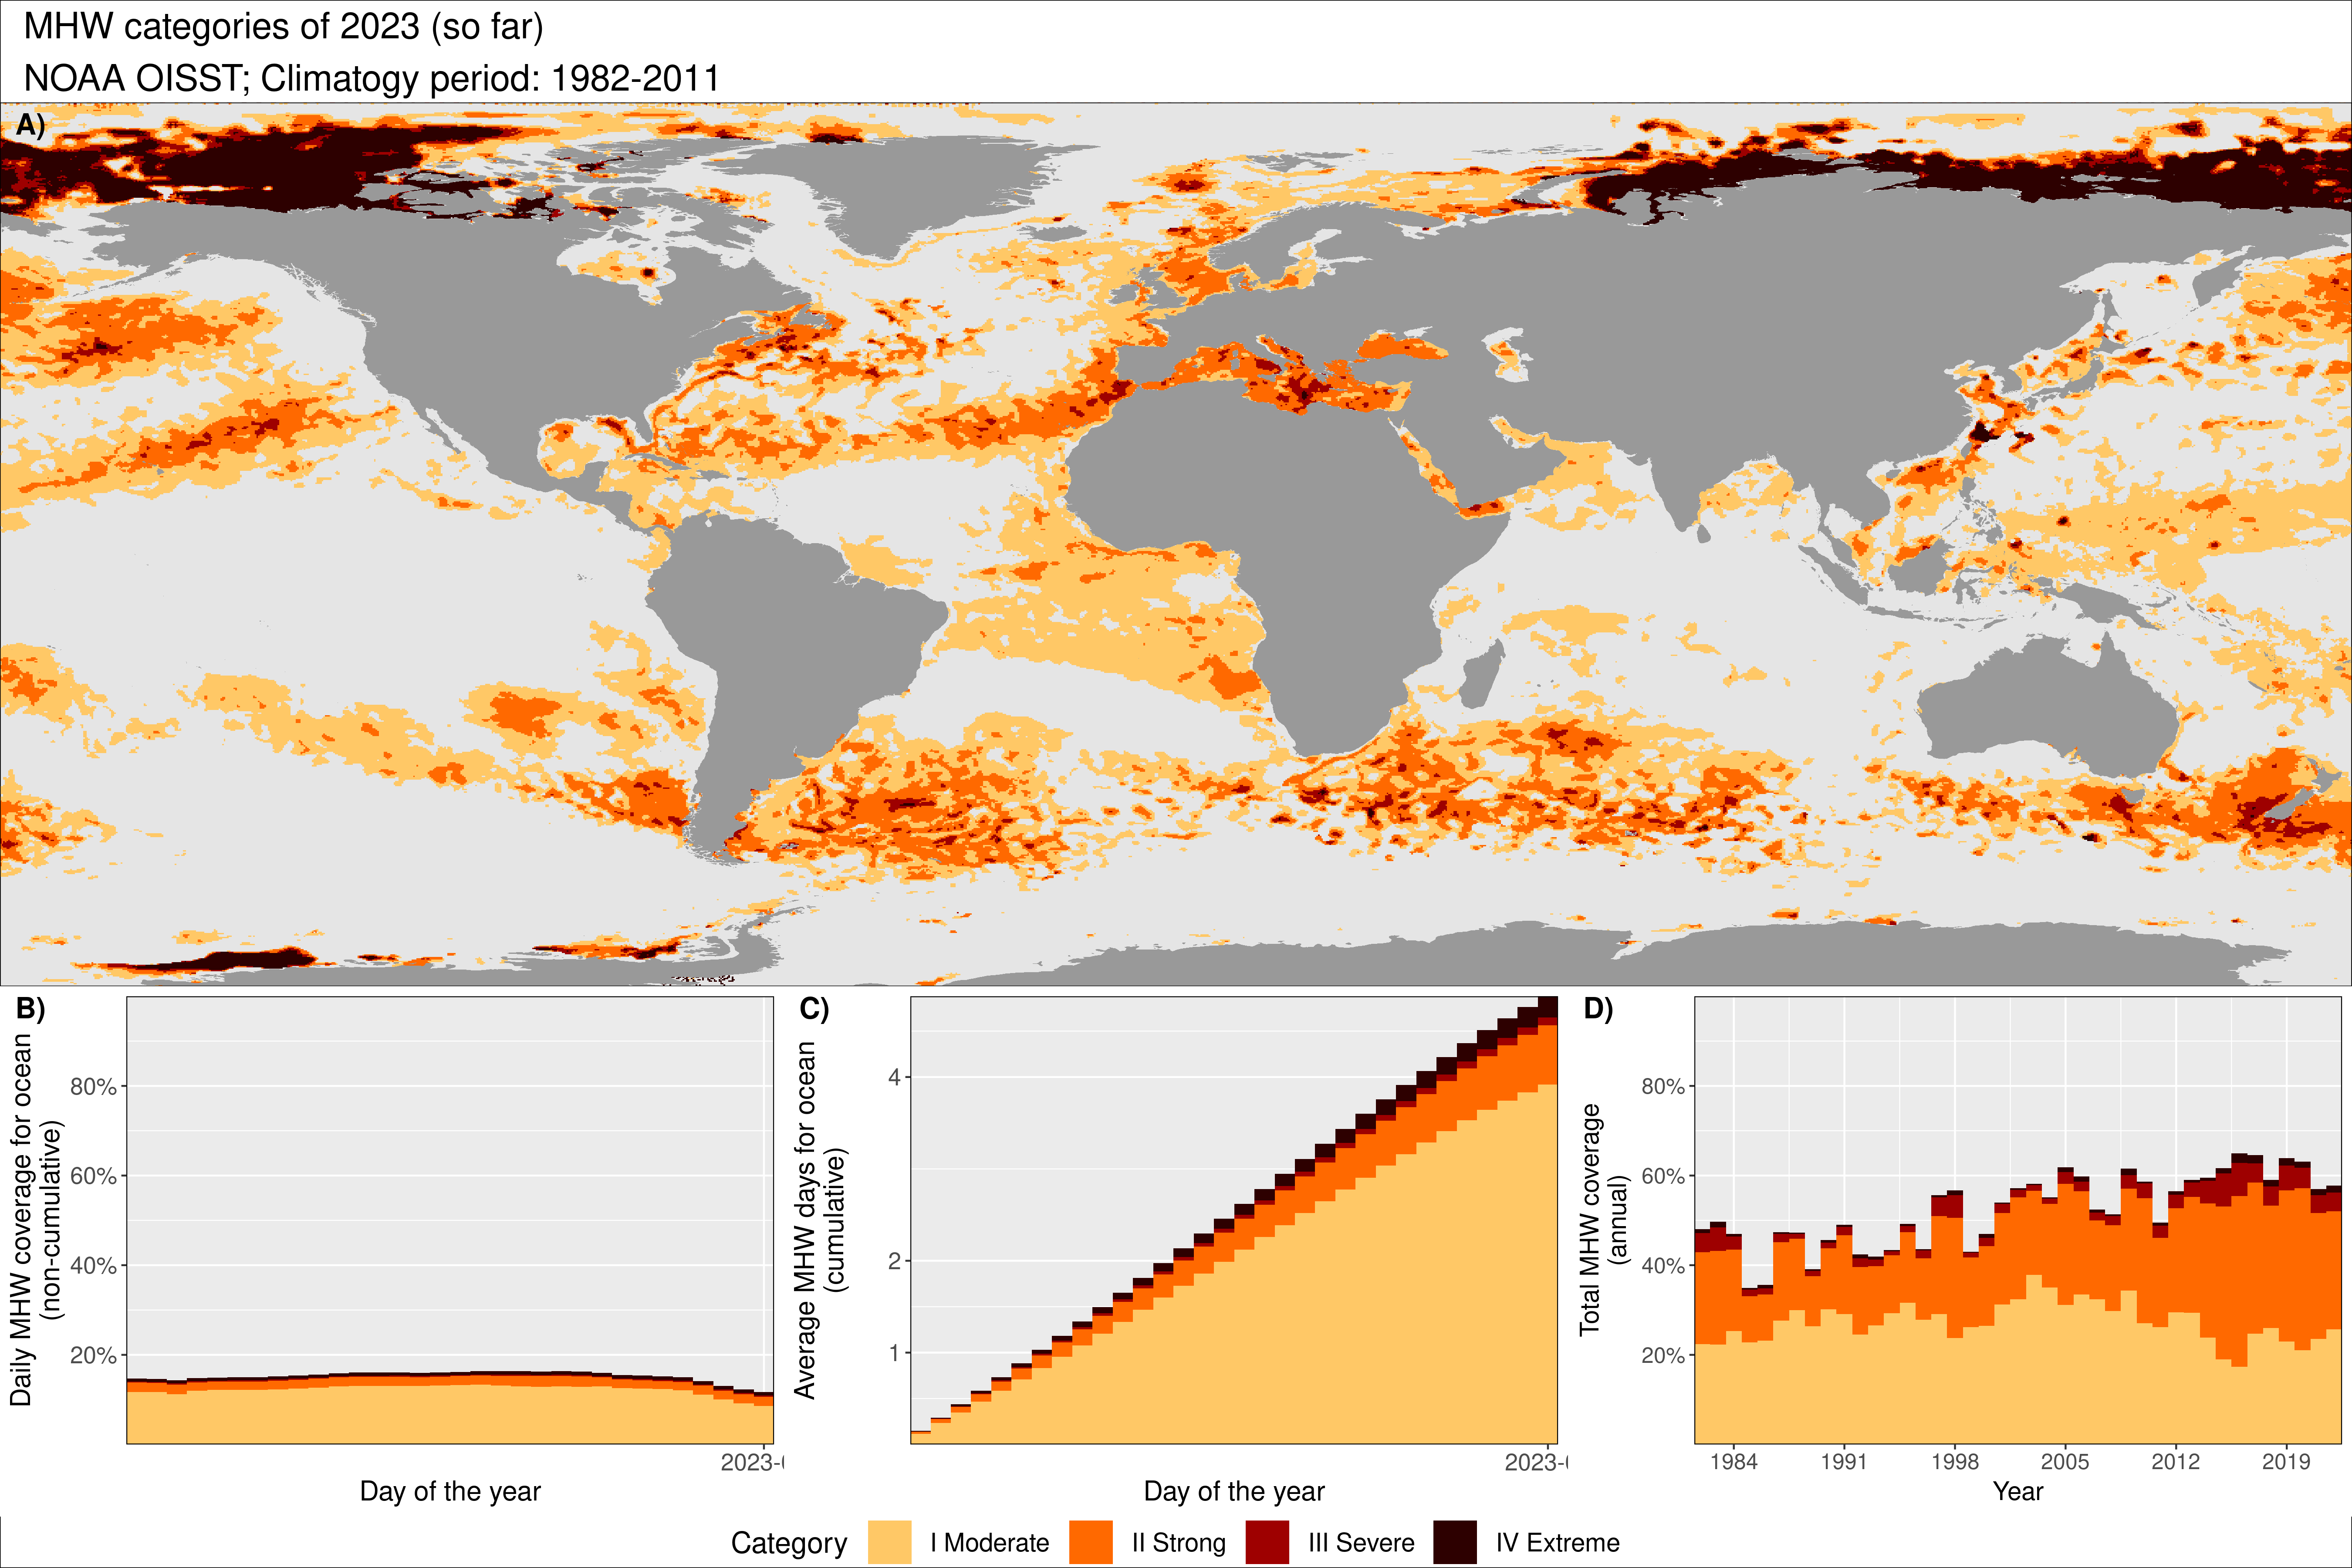 MHW categories of 2023 (so far)
NOAA OISST; Climatogy period: 1982-2011
A)
B)
Daily MHW coverage for ocean
(non-cumulative)
80%
60%
40%
20%
2023-
Day of the year
C)
Average MHW days for ocean
(cumulative)
4
2
1
2023-
Day of the year
D)
Total MHW coverage
(annual)
80%
60%
40%
20%
1984 1991 1998 2005 2012 2019
Year
Category I Moderate II Strong III Severe IV Extreme